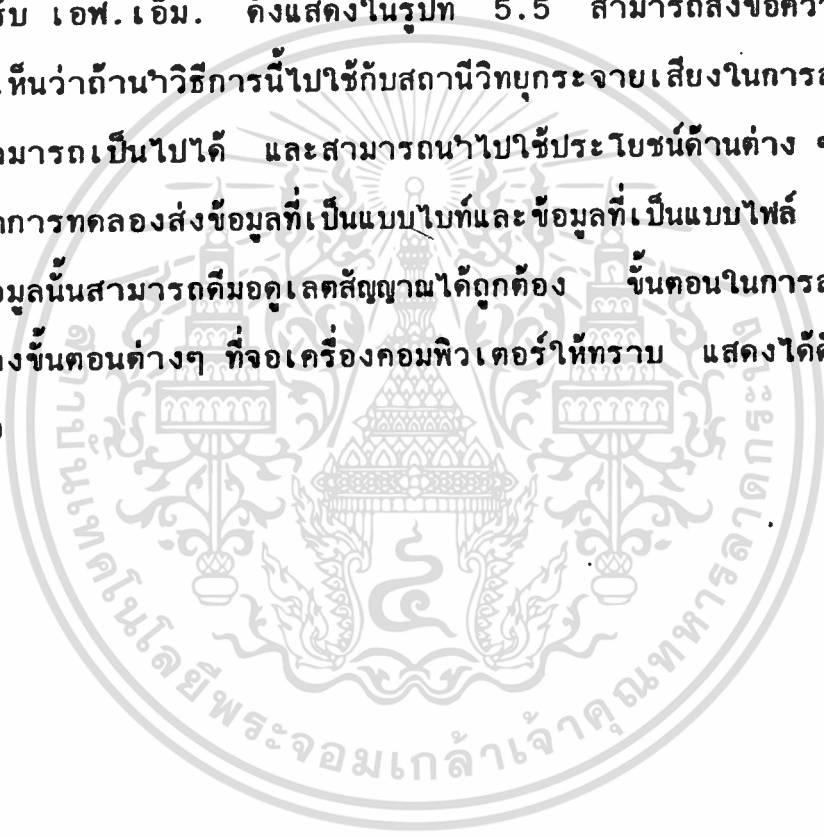 รับ เอฟ.เอ็ม. ดังแสดงในรูปที่ 5.5 สามารถส่งข้อควา
เห็นว่าถ้านำวิธีการนี้ไปใช้กับสถานีวิทยุกระจายเสียงในการส
ามารถเป็นไปได้ และสามารถนำไปใช้ประโยชน์ด้านต่าง ๆ
การทดลองส่งข้อมูลที่เป็นแบบไบท์และข้อมูลที่เป็นแบบไฟล์
อมูลนั้นสามารถดีมอดูเลตสัญญาณได้ถูกต้อง ขั้นตอนในการส
างขั้นตอนต่างๆ ที่จอเครื่องคอมพิวเตอร์ให้ทราบ แสดงได้ดั
สถาบันเทคโนโลยีพระจอมเกล้าเจ้าคุณทหารลาดกระบัง